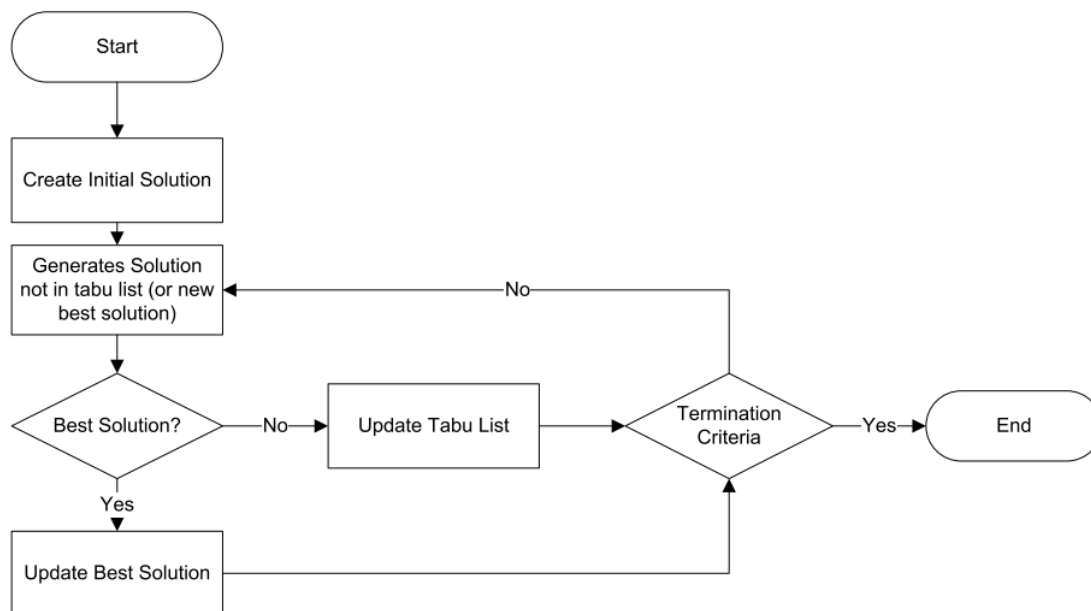 Start
Create Initial Solution
Generates Solution
not in tabu list (or new
best solution)
No
Best Solution?
No
Update Tabu List
Termination
Criteria
Yes
End
Yes
Update Best Solution